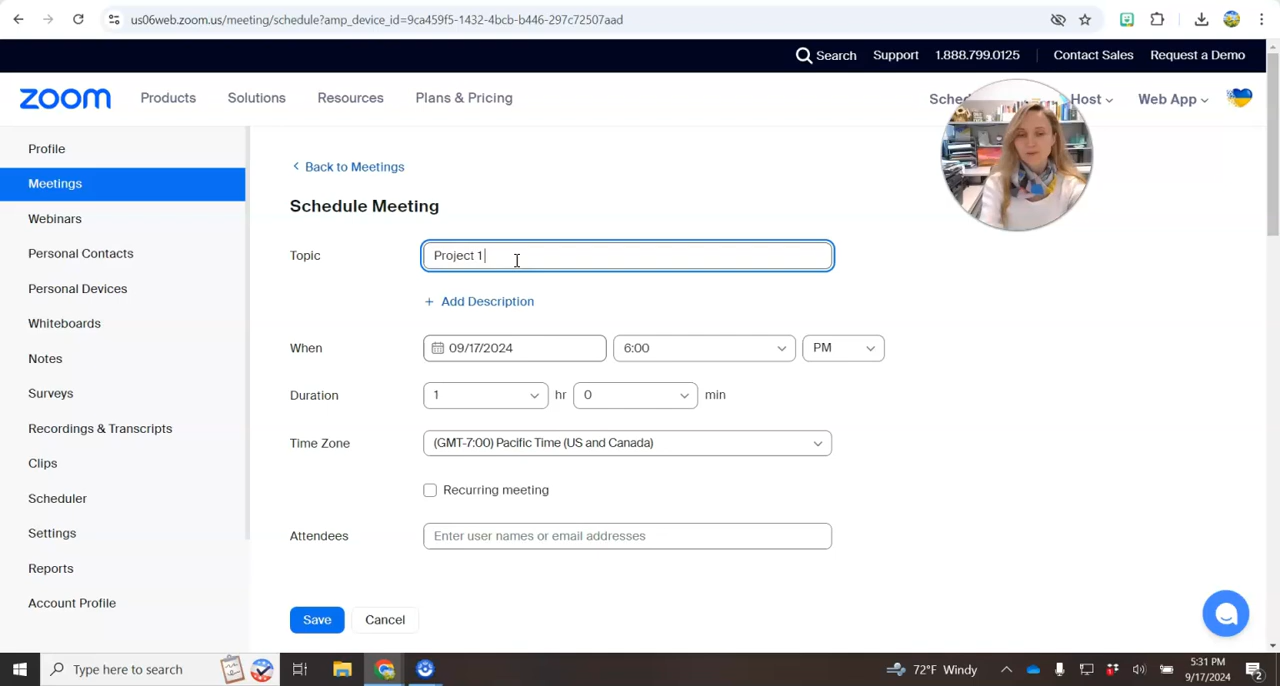 us06web.zoom.us/meeting/schedule?amp_device_id=9ca459f5-1432-4bcb-b446-297c72507aad
Search Support 1.888.799.0125 Contact Sales Request a Demo
zoom Products Solutions Resources Plans & Pricing Host Web App
Profile
Meetings
Webinars
Personal Contacts
Personal Devices
Whiteboards
Notes
Surveys
Recordings & Transcripts
Clips
Scheduler
Settings
Reports
Account Profile
Back to Meetings
Schedule Meeting
Topic Project 1
+ Add Description
When 09/17/2024 6:00 PM
Duration 1 hr 0 min
Time Zone (GMT-7:00) Pacific Time (US and Canada)
Recurring meeting
Attendees Enter user names or email addresses
Save Cancel
Type here to search 72°F Windy 5:31 PM
9/17/2024 2